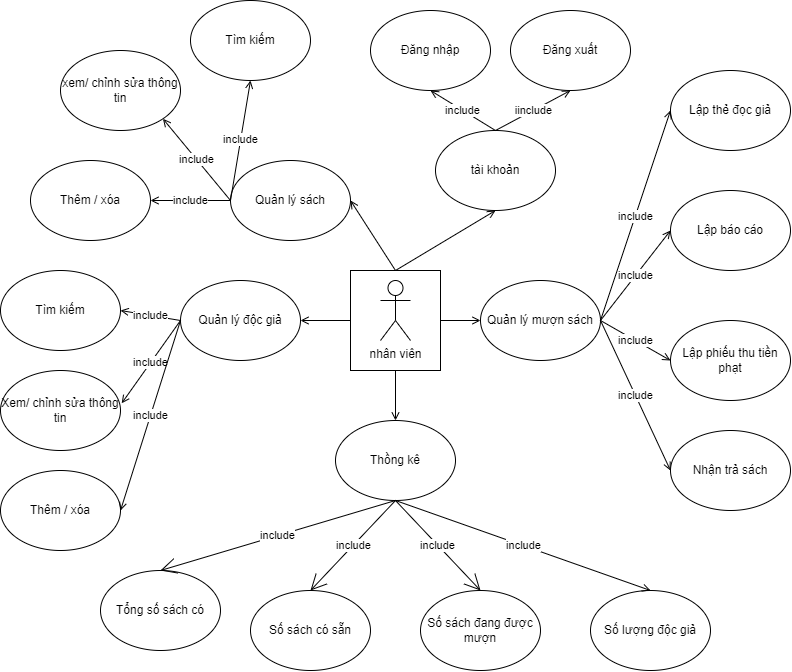 Tìm kiếm
Đăng nhập
Đăng xuất
xem/ chỉnh sửa thông
tin
include
include
include
iinclude
Lập thẻ đọc giả
include
Thêm / xóa
include
Quản lý sách
tài khoản
include
Lập báo cáo
include
Tìm kiếm
include
Quản lý độc giả
nhân viên
Quản lý mượn sách
include
Lập phiếu thu tiền
phạt
include
Xem/ chỉnh sửa thông
tin
include
include
Thêm / xóa
Thồng kê
Nhận trả sách
include
include
include
include
Tổng số sách có
Số sách có sẵn
Số sách đang được
mượn
Số lượng độc giả